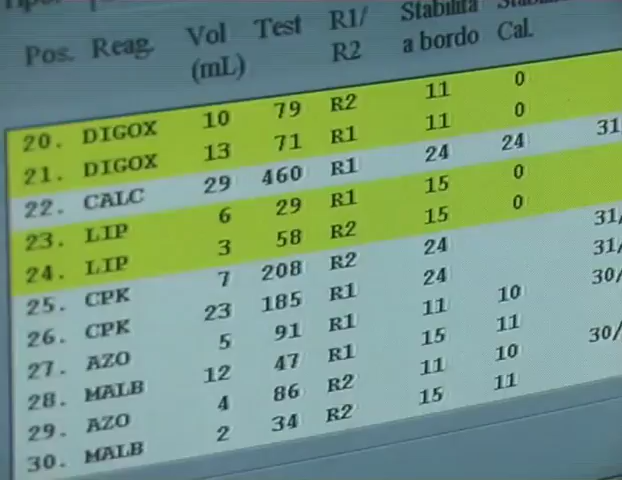 Pos. Reag. Vol (mL) Test R1/ R2 Stabilità a bordo Cal.
20. DIGOX 10 79 R2 11 0
21. DIGOX 13 71 R1 11 0
22. CALC 29 460 R1 24 24 31
23. LIP 6 29 R1 15 0
24. LIP 3 58 R2 15 0
25. CPK 7 208 R2 24 31/
26. CPK 23 185 R1 24 31/
27. AZO 5 91 R1 11 10 30/
28. MALB 12 47 R1 15 11
29. AZO 4 86 R2 11 10 30/
30. MALB 2 34 R2 15 11